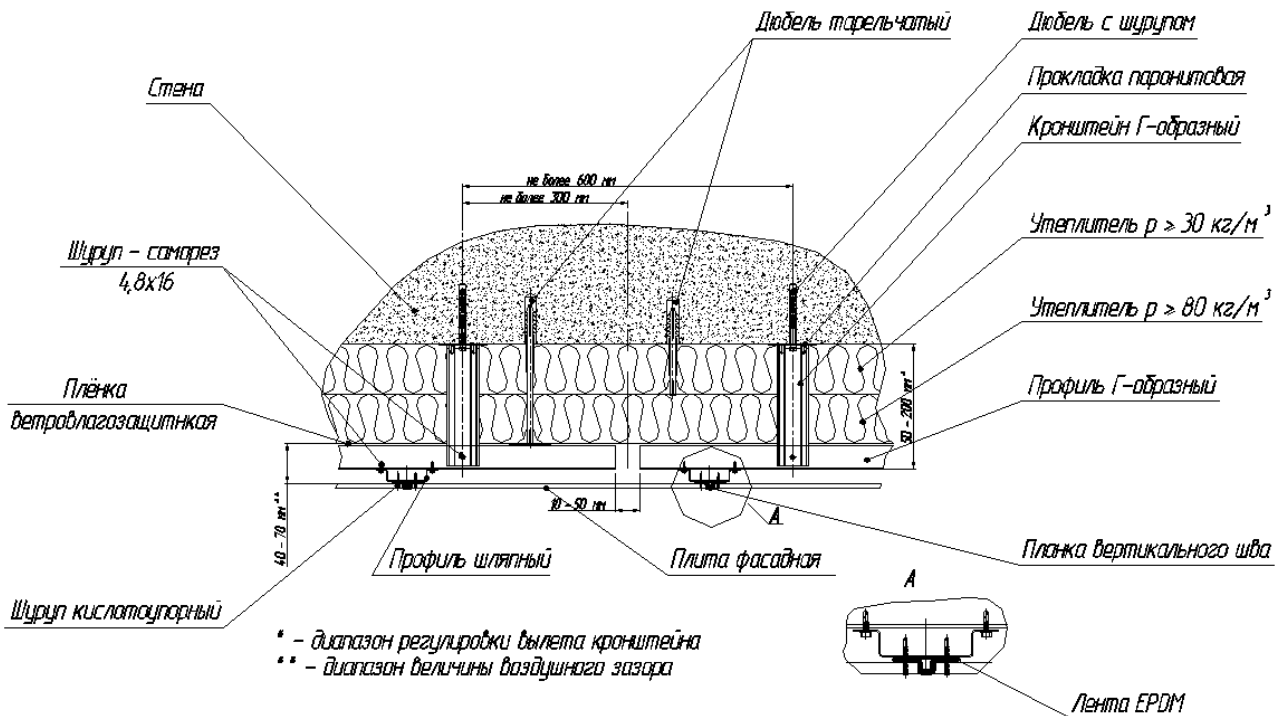 Дюбель тарельчатый
Дюбель с шурупом
Стена
Прокладка паронитовая
Кронштейн Г-образный
не более 600 мм
не более 300 мм
Утеплитель р ≥ 30 кг/м³
Шуруп - саморез
4,8х16
Утеплитель р ≥ 80 кг/м³
Плёнка
ветровлагозащитнкая
Профиль Г-образный
50 - 200 мм*
10 - 50 мм
40 - 70 мм**
А
Профиль шляпный
Плита фасадная
Планка вертикального шва
Шуруп кислотоупорный
А
* - диапазон регулировки вылета кронштейна
** - диапазон величины воздушного зазора
Лента EPDM